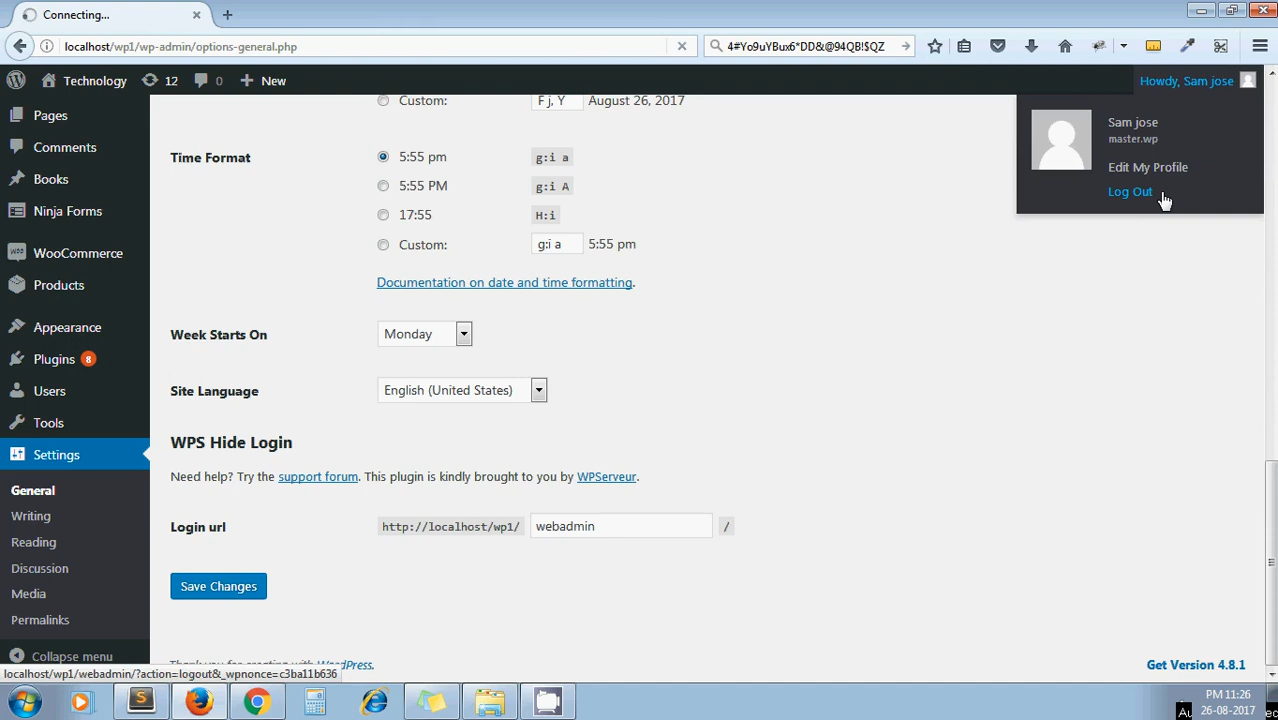 Connecting...
localhost/wp1/wp-admin/options-general.php
4#Yo9uYBux6*DD&!@94QB!$QZ
Technology
12
0
New
Howdy, Sam jose
Sam jose
master.wp
Edit My Profile
Log Out
Pages
Comments
Books
Ninja Forms
WooCommerce
Products
Appearance
Plugins 8
Users
Tools
Settings
General
Writing
Reading
Discussion
Media
Permalinks
Collapse menu
Custom: F j, Y August 26, 2017
Time Format
5:55 pm g:i a
5:55 PM g:i A
17:55 H:i
Custom: g:i a 5:55 pm
Documentation on date and time formatting.
Week Starts On Monday
Site Language English (United States)
WPS Hide Login
Need help? Try the support forum. This plugin is kindly brought to you by WPServeur.
Login url http://localhost/wp1/ webadmin /
Save Changes
Thank you for creating with WordPress.
Get Version 4.8.1
localhost/wp1/webadmin/?action=logout&_wpnonce=c3ba11b636
PM 11:26
26-08-2017